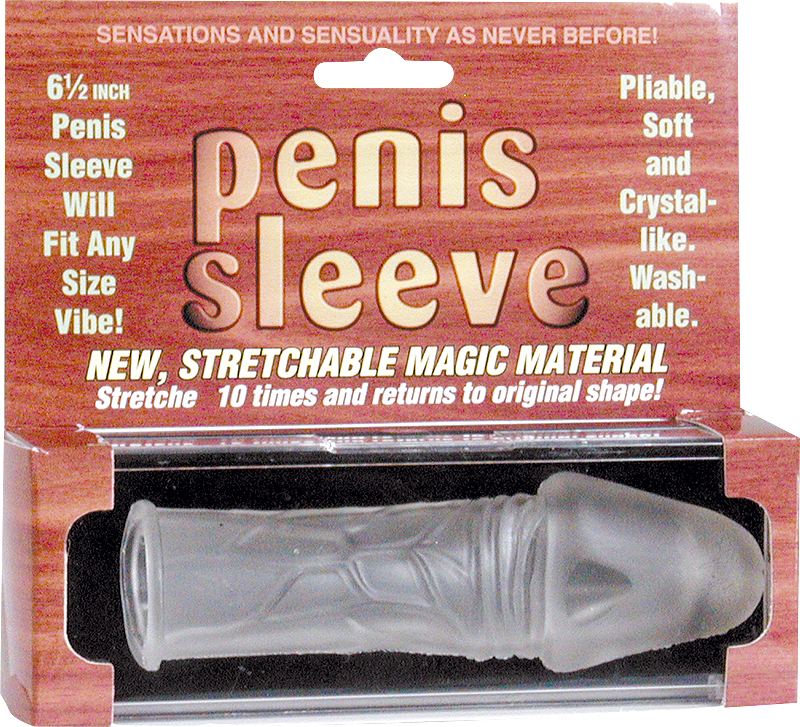 SENSATIONS AND SENSUALITY AS NEVER BEFORE!
6½ INCH
Penis
Sleeve
Will
Fit Any
Size
Vibe!
penis
sleeve
Pliable,
Soft
and
Crystal-
like.
Wash-
able.
NEW, STRETCHABLE MAGIC MATERIAL
Stretche 10 times and returns to original shape!